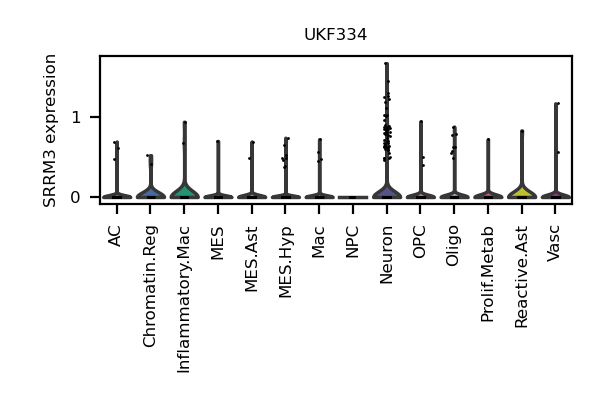 UKF334
SRRM3 expression
1
0
AC
Chromatin.Reg
Inflammatory.Mac
MES
MES.Ast
MES.Hyp
Mac
NPC
Neuron
OPC
Oligo
Prolif.Metab
Reactive.Ast
Vasc